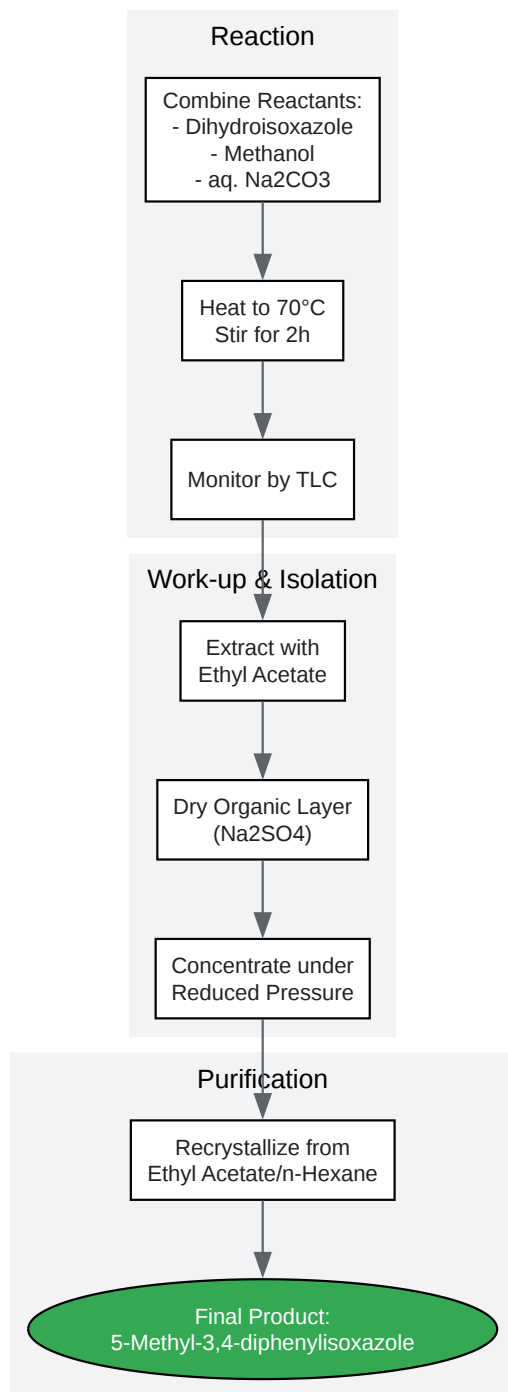 Reaction
Combine Reactants:
- Dihydroisoxazole
- Methanol
- aq. Na2CO3
Heat to 70°C
Stir for 2h
Monitor by TLC
Work-up & Isolation
Extract with
Ethyl Acetate
Dry Organic Layer
(Na2SO4)
Concentrate under
Reduced Pressure
Purification
Recrystallize from
Ethyl Acetate/n-Hexane
Final Product:
5-Methyl-3,4-diphenylisoxazole